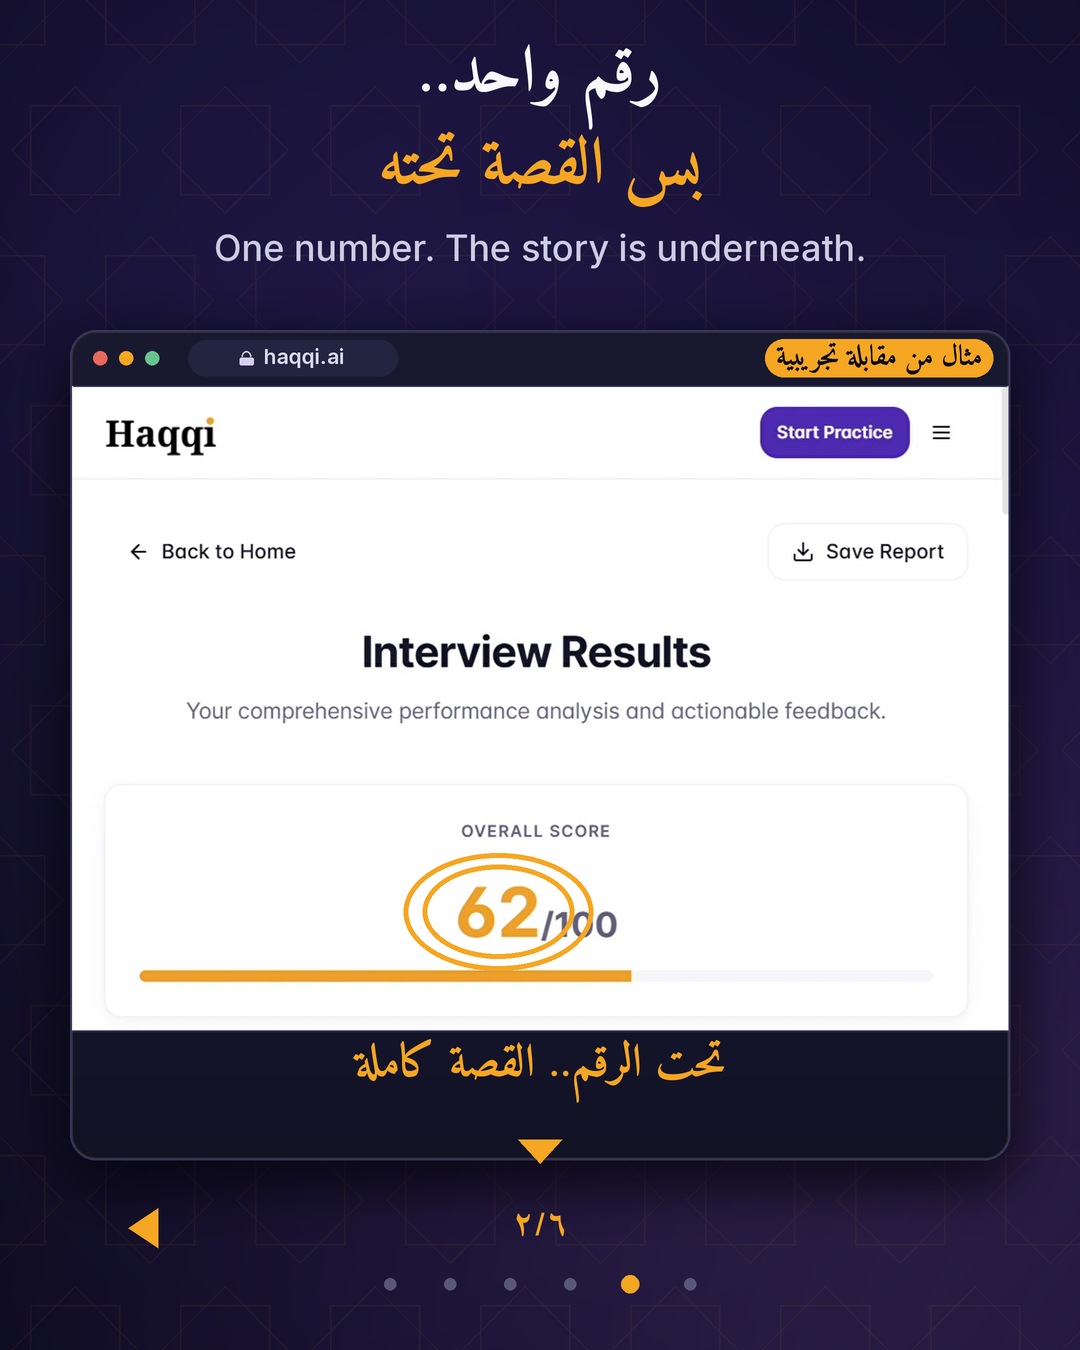 رقم واحد..
بس القصة تحته
One number. The story is underneath.
haqqi.ai
مثال من مقابلة تجريبية
Haqqi
Start Practice
Back to Home
Save Report
Interview Results
Your comprehensive performance analysis and actionable feedback.
OVERALL SCORE
62/100
تحت الرقم.. القصة كاملة
٢/٦